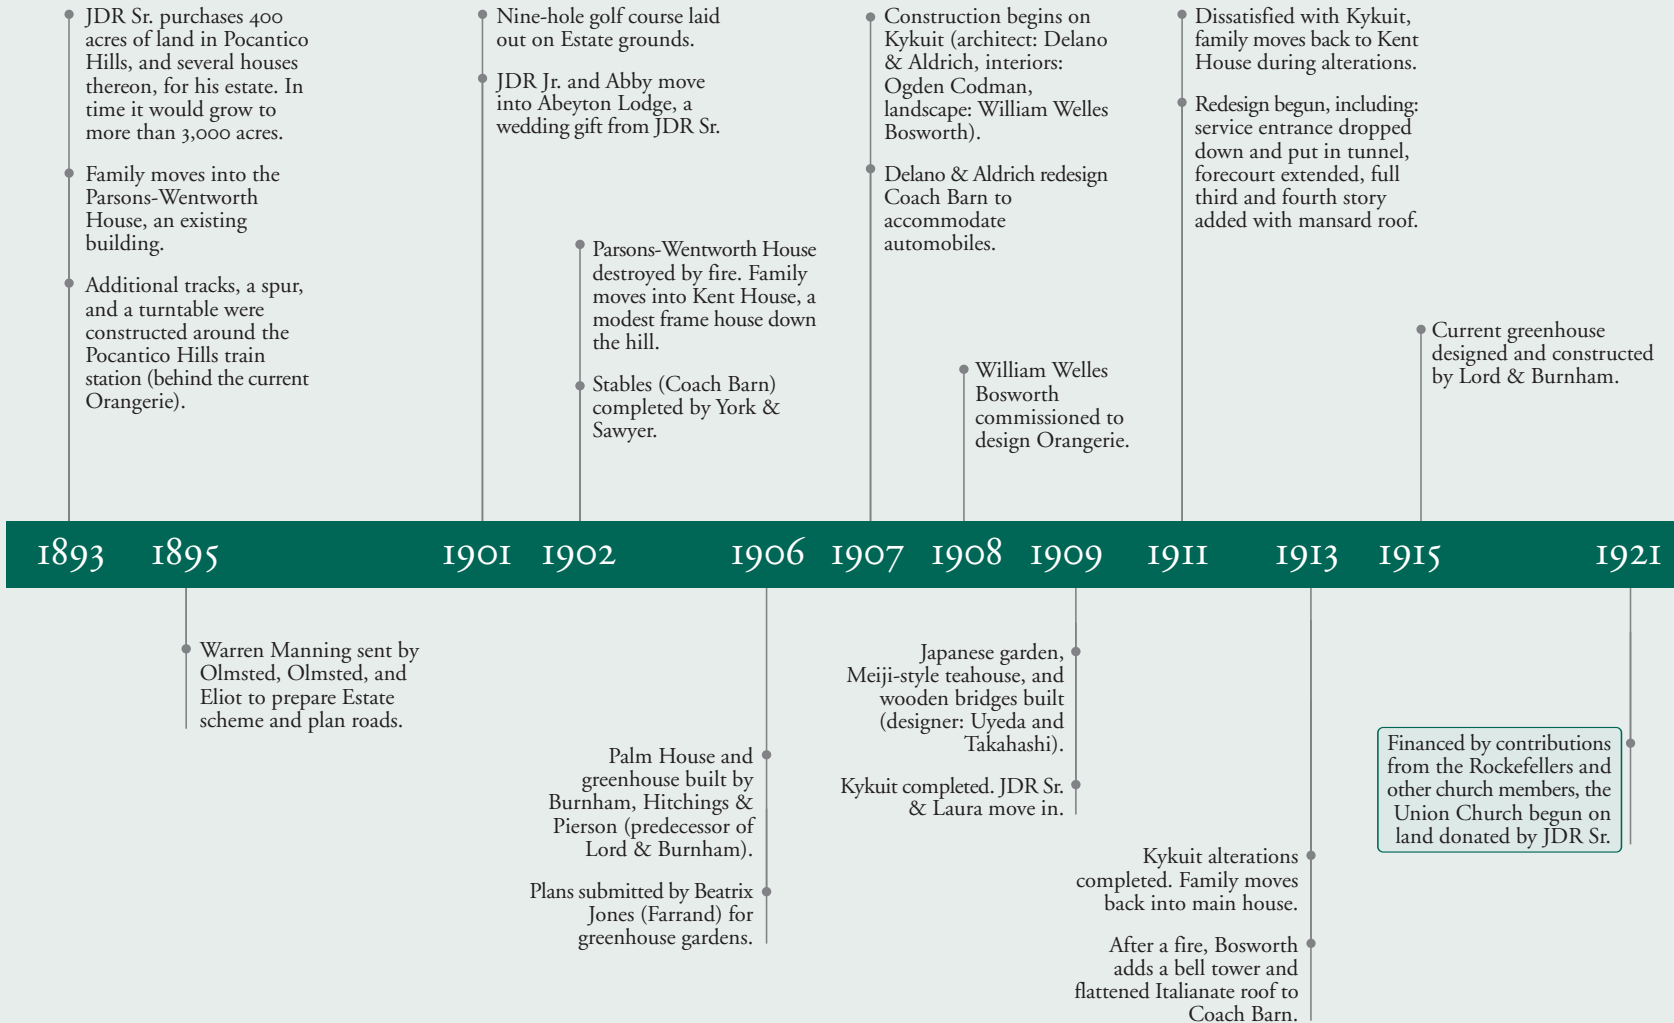 JDR Sr. purchases 400
acres of land in Pocantico
Hills, and several houses
thereon, for his estate. In
time it would grow to
more than 3,000 acres.
Family moves into the
Parsons-Wentworth
House, an existing
building.
Additional tracks, a spur,
and a turntable were
constructed around the
Pocantico Hills train
station (behind the current
Orangerie).
Nine-hole golf course laid
out on Estate grounds.
JDR Jr. and Abby move
into Abeyton Lodge, a
wedding gift from JDR Sr.
Parsons-Wentworth House
destroyed by fire. Family
moves into Kent House, a
modest frame house down
the hill.
Stables (Coach Barn)
completed by York &
Sawyer.
Construction begins on
Kykuit (architect: Delano
& Aldrich, interiors:
Ogden Codman,
landscape: William Welles
Bosworth).
Delano & Aldrich redesign
Coach Barn to
accommodate
automobiles.
William Welles
Bosworth
commissioned to
design Orangerie.
Dissatisfied with Kykuit,
family moves back to Kent
House during alterations.
Redesign begun, including:
service entrance dropped
down and put in tunnel,
forecourt extended, full
third and fourth story
added with mansard roof.
Current greenhouse
designed and constructed
by Lord & Burnham.
1893 1895 1901 1902 1906 1907 1908 1909 1911 1913 1915 1921
Warren Manning sent by
Olmsted, Olmsted, and
Eliot to prepare Estate
scheme and plan roads.
Palm House and
greenhouse built by
Burnham, Hitchings &
Pierson (predecessor of
Lord & Burnham).
Plans submitted by Beatrix
Jones (Farrand) for
greenhouse gardens.
Japanese garden,
Meiji-style teahouse, and
wooden bridges built
(designer: Uyeda and
Takahashi).
Kykuit completed. JDR Sr.
& Laura move in.
Kykuit alterations
completed. Family moves
back into main house.
After a fire, Bosworth
adds a bell tower and
flattened Italianate roof to
Coach Barn.
Financed by contributions
from the Rockefellers and
other church members, the
Union Church begun on
land donated by JDR Sr.